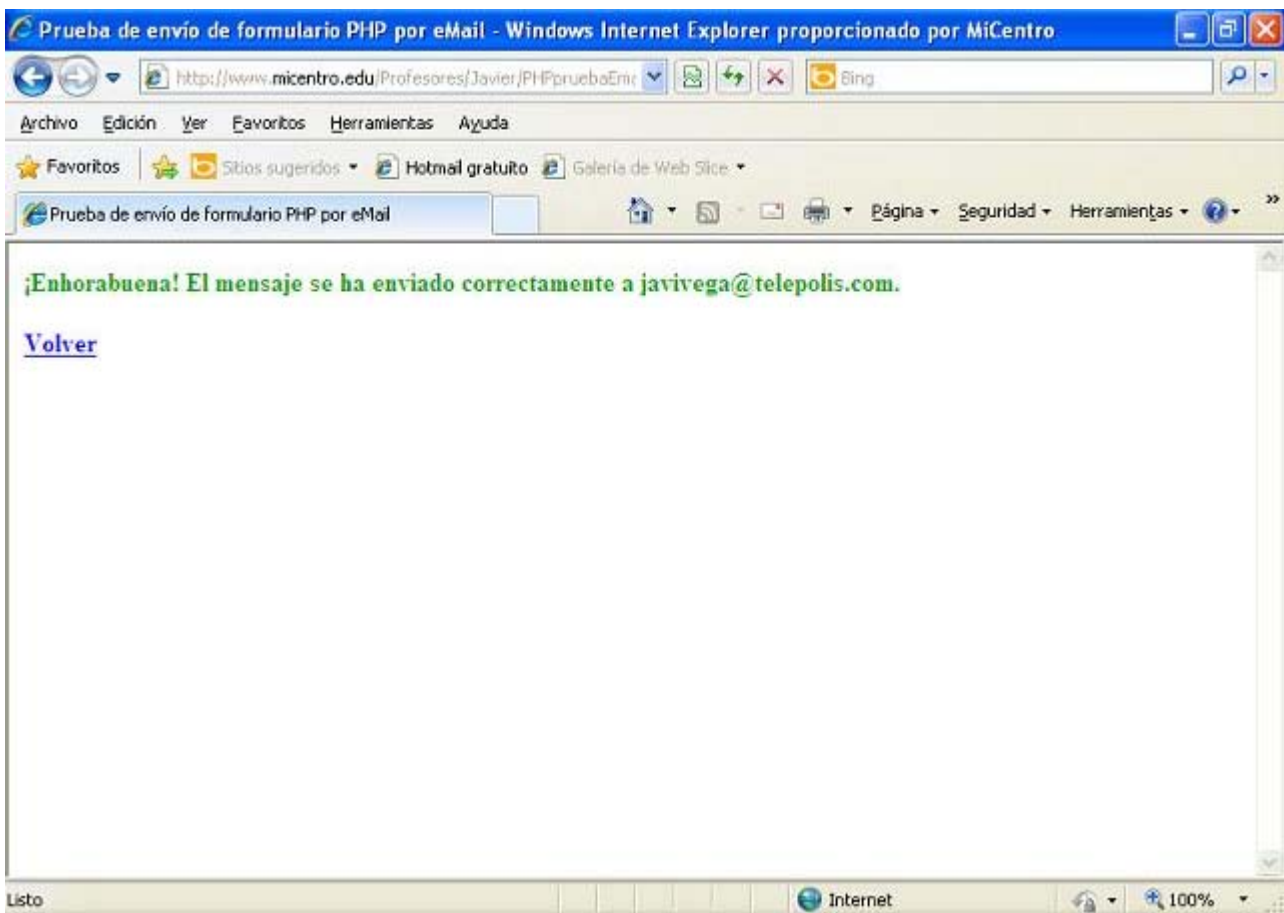 Prueba de envío de formulario PHP por eMail - Windows Internet Explorer proporcionado por MiCentro
http://www.micentro.edu/Profesores/Javier/PHPpruebaEma
Bing
Archivo Edición Ver Favoritos Herramientas Ayuda
Favoritos Sitios sugeridos Hotmail gratuito Galería de Web Slice
Prueba de envío de formulario PHP por eMail Página Seguridad Herramientas »
¡Enhorabuena! El mensaje se ha enviado correctamente a javivega@telepolis.com.
Volver
Listo Internet 100%